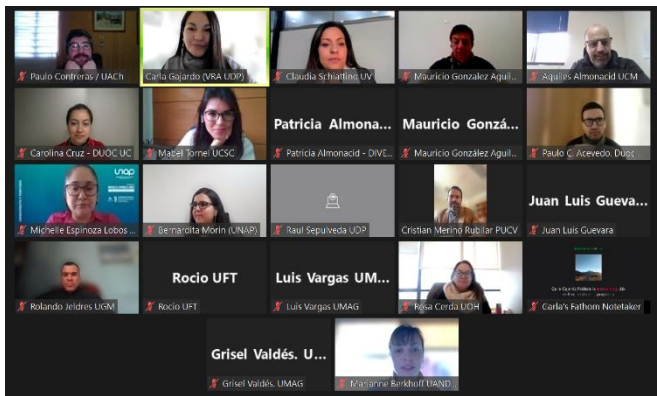 Paulo Contreras / UACh
Carla Gajardo (VRA UDP)
Claudia Schiattino UV
Mauricio Gonzalez Aguil...
Aquiles Almonacid UCM
Carolina Cruz - DUOC UC
Mabel Tornel UCSC
Patricia Almona...
Patricia Almonacid - DIVE...
Mauricio Gonzá...
Mauricio González Aguil...
Paulo C. Acevedo. Duoc...
unap
Michelle Espinoza Lobos ...
Bernardita Morin (UNAP)
Raul Sepulveda UDP
Cristian Merino Rubilar PUCV
Juan Luis Gueva...
Juan Luis Guevara
Rolando Jeldres UGM
Rocio UFT
Rocio UFT
Luis Vargas UM...
Luis Vargas UMAG
Rosa Cerda UOH
Carla's Fathom Notetaker
Grisel Valdés. U...
Grisel Valdés. UMAG
Marianne Berkhoff UAND...